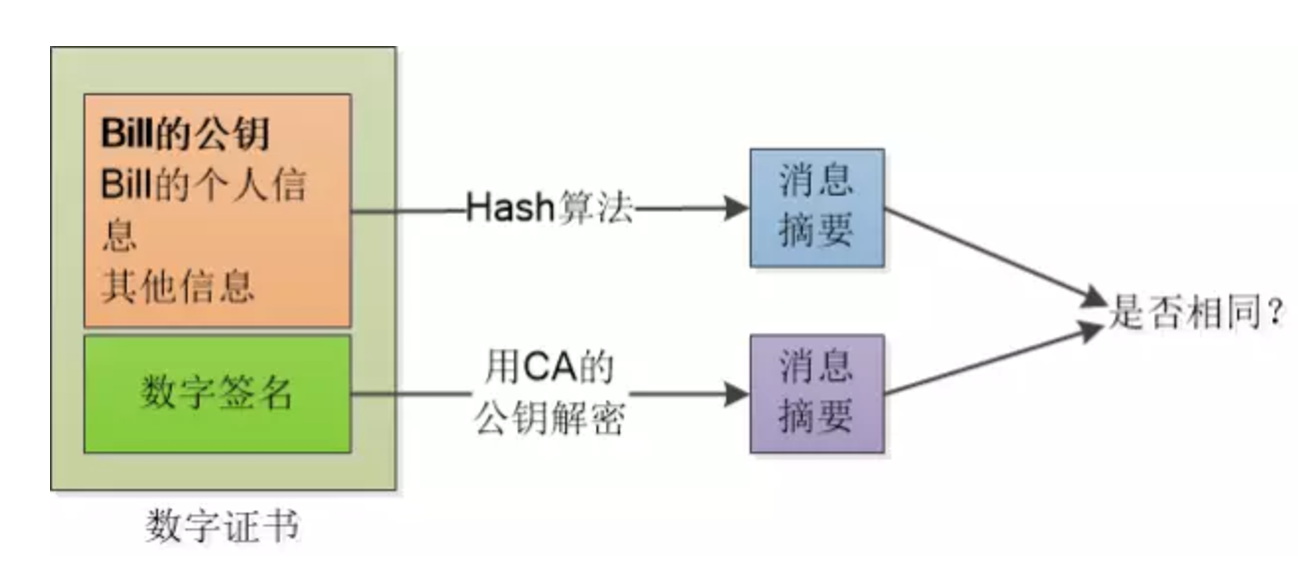 Bill的公钥
Bill的个人信
息
其他信息
数字签名
数字证书
Hash算法
用CA的
公钥解密
消息
摘要
消息
摘要
是否相同?